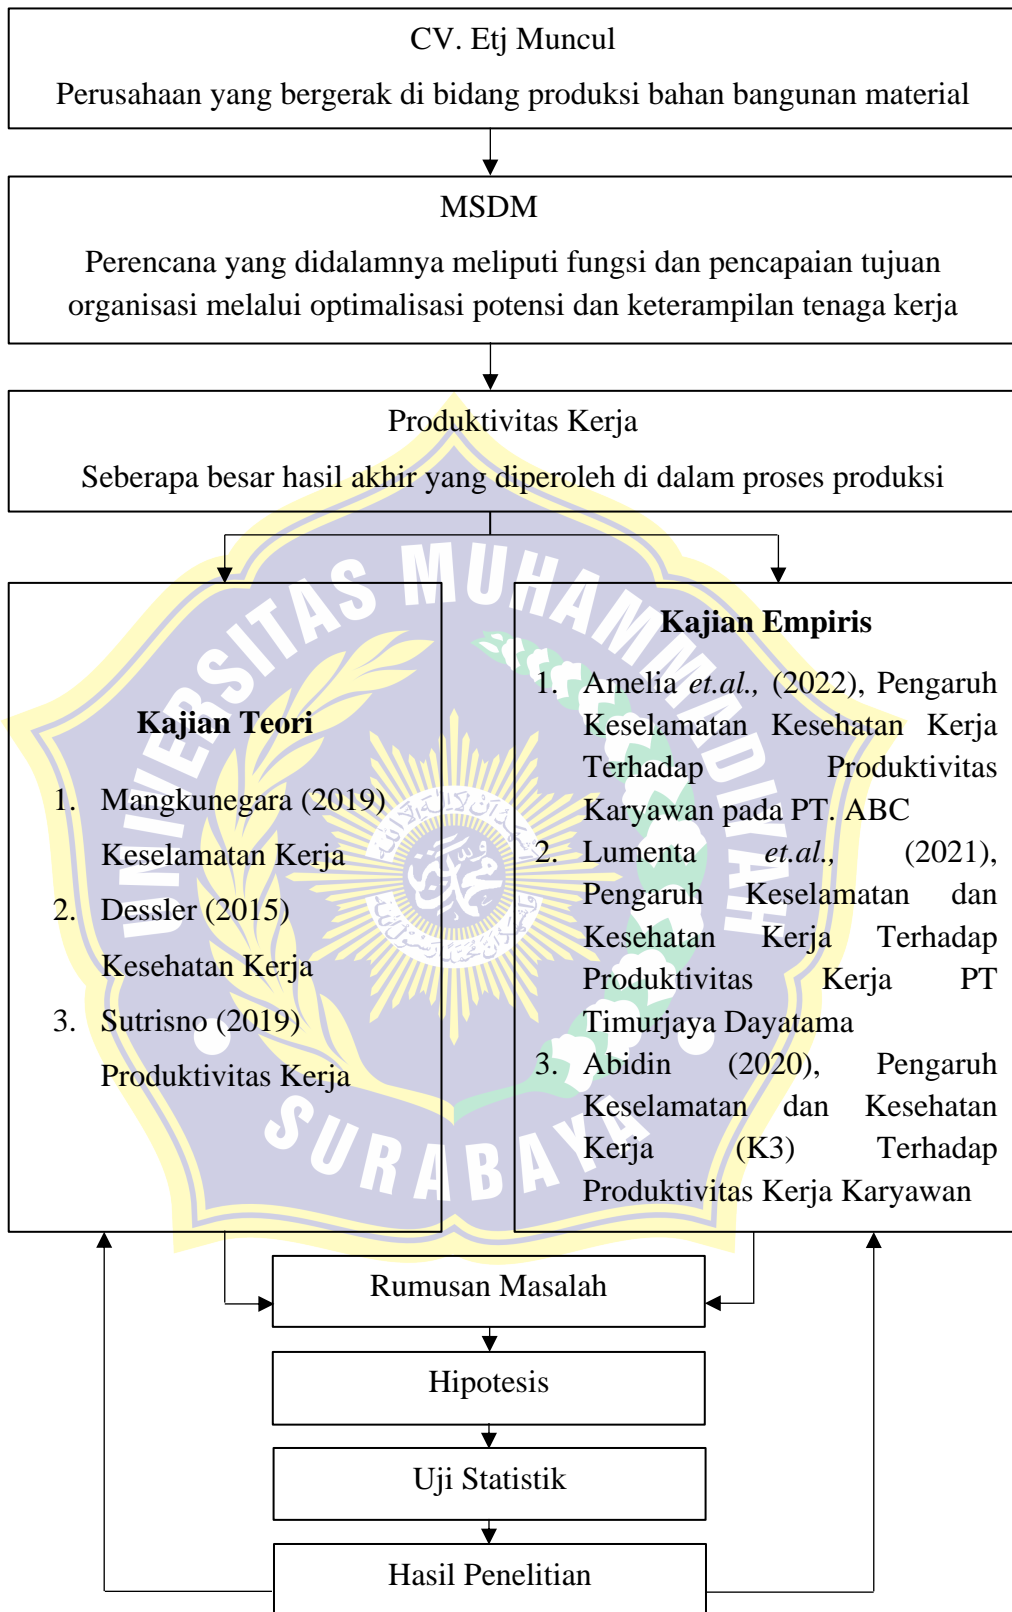 CV. Etj Muncul
Perusahaan yang bergerak di bidang produksi bahan bangunan material
MSDM
Perencana yang didalamnya meliputi fungsi dan pencapaian tujuan
organisasi melalui optimalisasi potensi dan keterampilan tenaga kerja
Produktivitas Kerja
Seberapa besar hasil akhir yang diperoleh di dalam proses produksi
UNIVERSITAS MUHAMMADIYAH
SURABAYA
Kajian Teori
1. Mangkunegara (2019)
Keselamatan Kerja
2. Dessler (2015)
Kesehatan Kerja
3. Sutrisno (2019)
Produktivitas Kerja
Kajian Empiris
1. Amelia et.al., (2022), Pengaruh
Keselamatan Kesehatan Kerja
Terhadap Produktivitas
Karyawan pada PT. ABC
2. Lumenta et.al., (2021),
Pengaruh Keselamatan dan
Kesehatan Kerja Terhadap
Produktivitas Kerja PT
Timurjaya Dayatama
3. Abidin (2020), Pengaruh
Keselamatan dan Kesehatan
Kerja (K3) Terhadap
Produktivitas Kerja Karyawan
Rumusan Masalah
Hipotesis
Uji Statistik
Hasil Penelitian